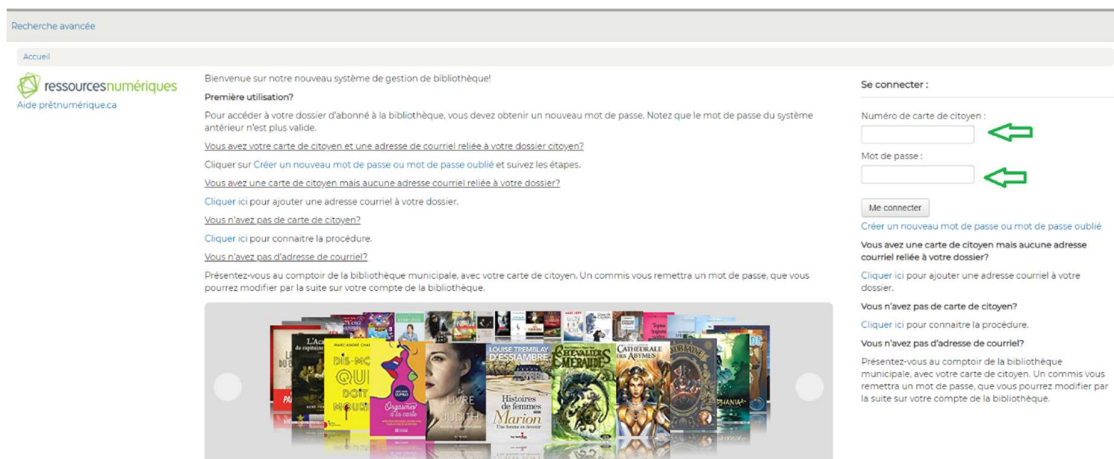 Recherche avancée
Accueil
ressourcesnumériques
Aide prêtnumérique.ca
Bienvenue sur notre nouveau système de gestion de bibliothèque!
Première utilisation?
Pour accéder à votre dossier d'abonné à la bibliothèque, vous devez obtenir un nouveau mot de passe. Notez que le mot de passe du système
antérieur n'est plus valide.
Vous avez votre carte de citoyen et une adresse de courriel reliée à votre dossier citoyen?
Cliquer sur Créer un nouveau mot de passe ou mot de passe oublié et suivez les étapes.
Vous avez une carte de citoyen mais aucune adresse courriel reliée à votre dossier?
Cliquer ici pour ajouter une adresse courriel à votre dossier.
Vous n'avez pas de carte de citoyen?
Cliquer ici pour connaitre la procédure.
Vous n'avez pas d'adresse de courriel?
Présentez-vous au comptoir de la bibliothèque municipale, avec votre carte de citoyen. Un commis vous remettra un mot de passe, que vous
pourrez modifier par la suite sur votre compte de la bibliothèque.
MARC-ANDRÉ
DIS-MOI
QUI
DOIT
MOURIR
Orgasmes
à la carte
LE
LIVRE
JUDITH
LOUISE TREMBLAY
D'ESSIAMBRE
Histoires
de femmes
Marion
CHEVALIERS
D'ÉMERAUDE
CATHÉDRALE
DES ABYMES
Se connecter :
Numéro de carte de citoyen :
Mot de passe :
Me connecter
Créer un nouveau mot de passe ou mot de passe oublié
Vous avez une carte de citoyen mais aucune adresse
courriel reliée à votre dossier?
Cliquer ici pour ajouter une adresse courriel à votre
dossier.
Vous n'avez pas de carte de citoyen?
Cliquer ici pour connaitre la procédure.
Vous n'avez pas d'adresse de courriel?
Présentez-vous au comptoir de la bibliothèque
municipale, avec votre carte de citoyen. Un commis vous
remettra un mot de passe, que vous pourrez modifier par
la suite sur votre compte de la bibliothèque.